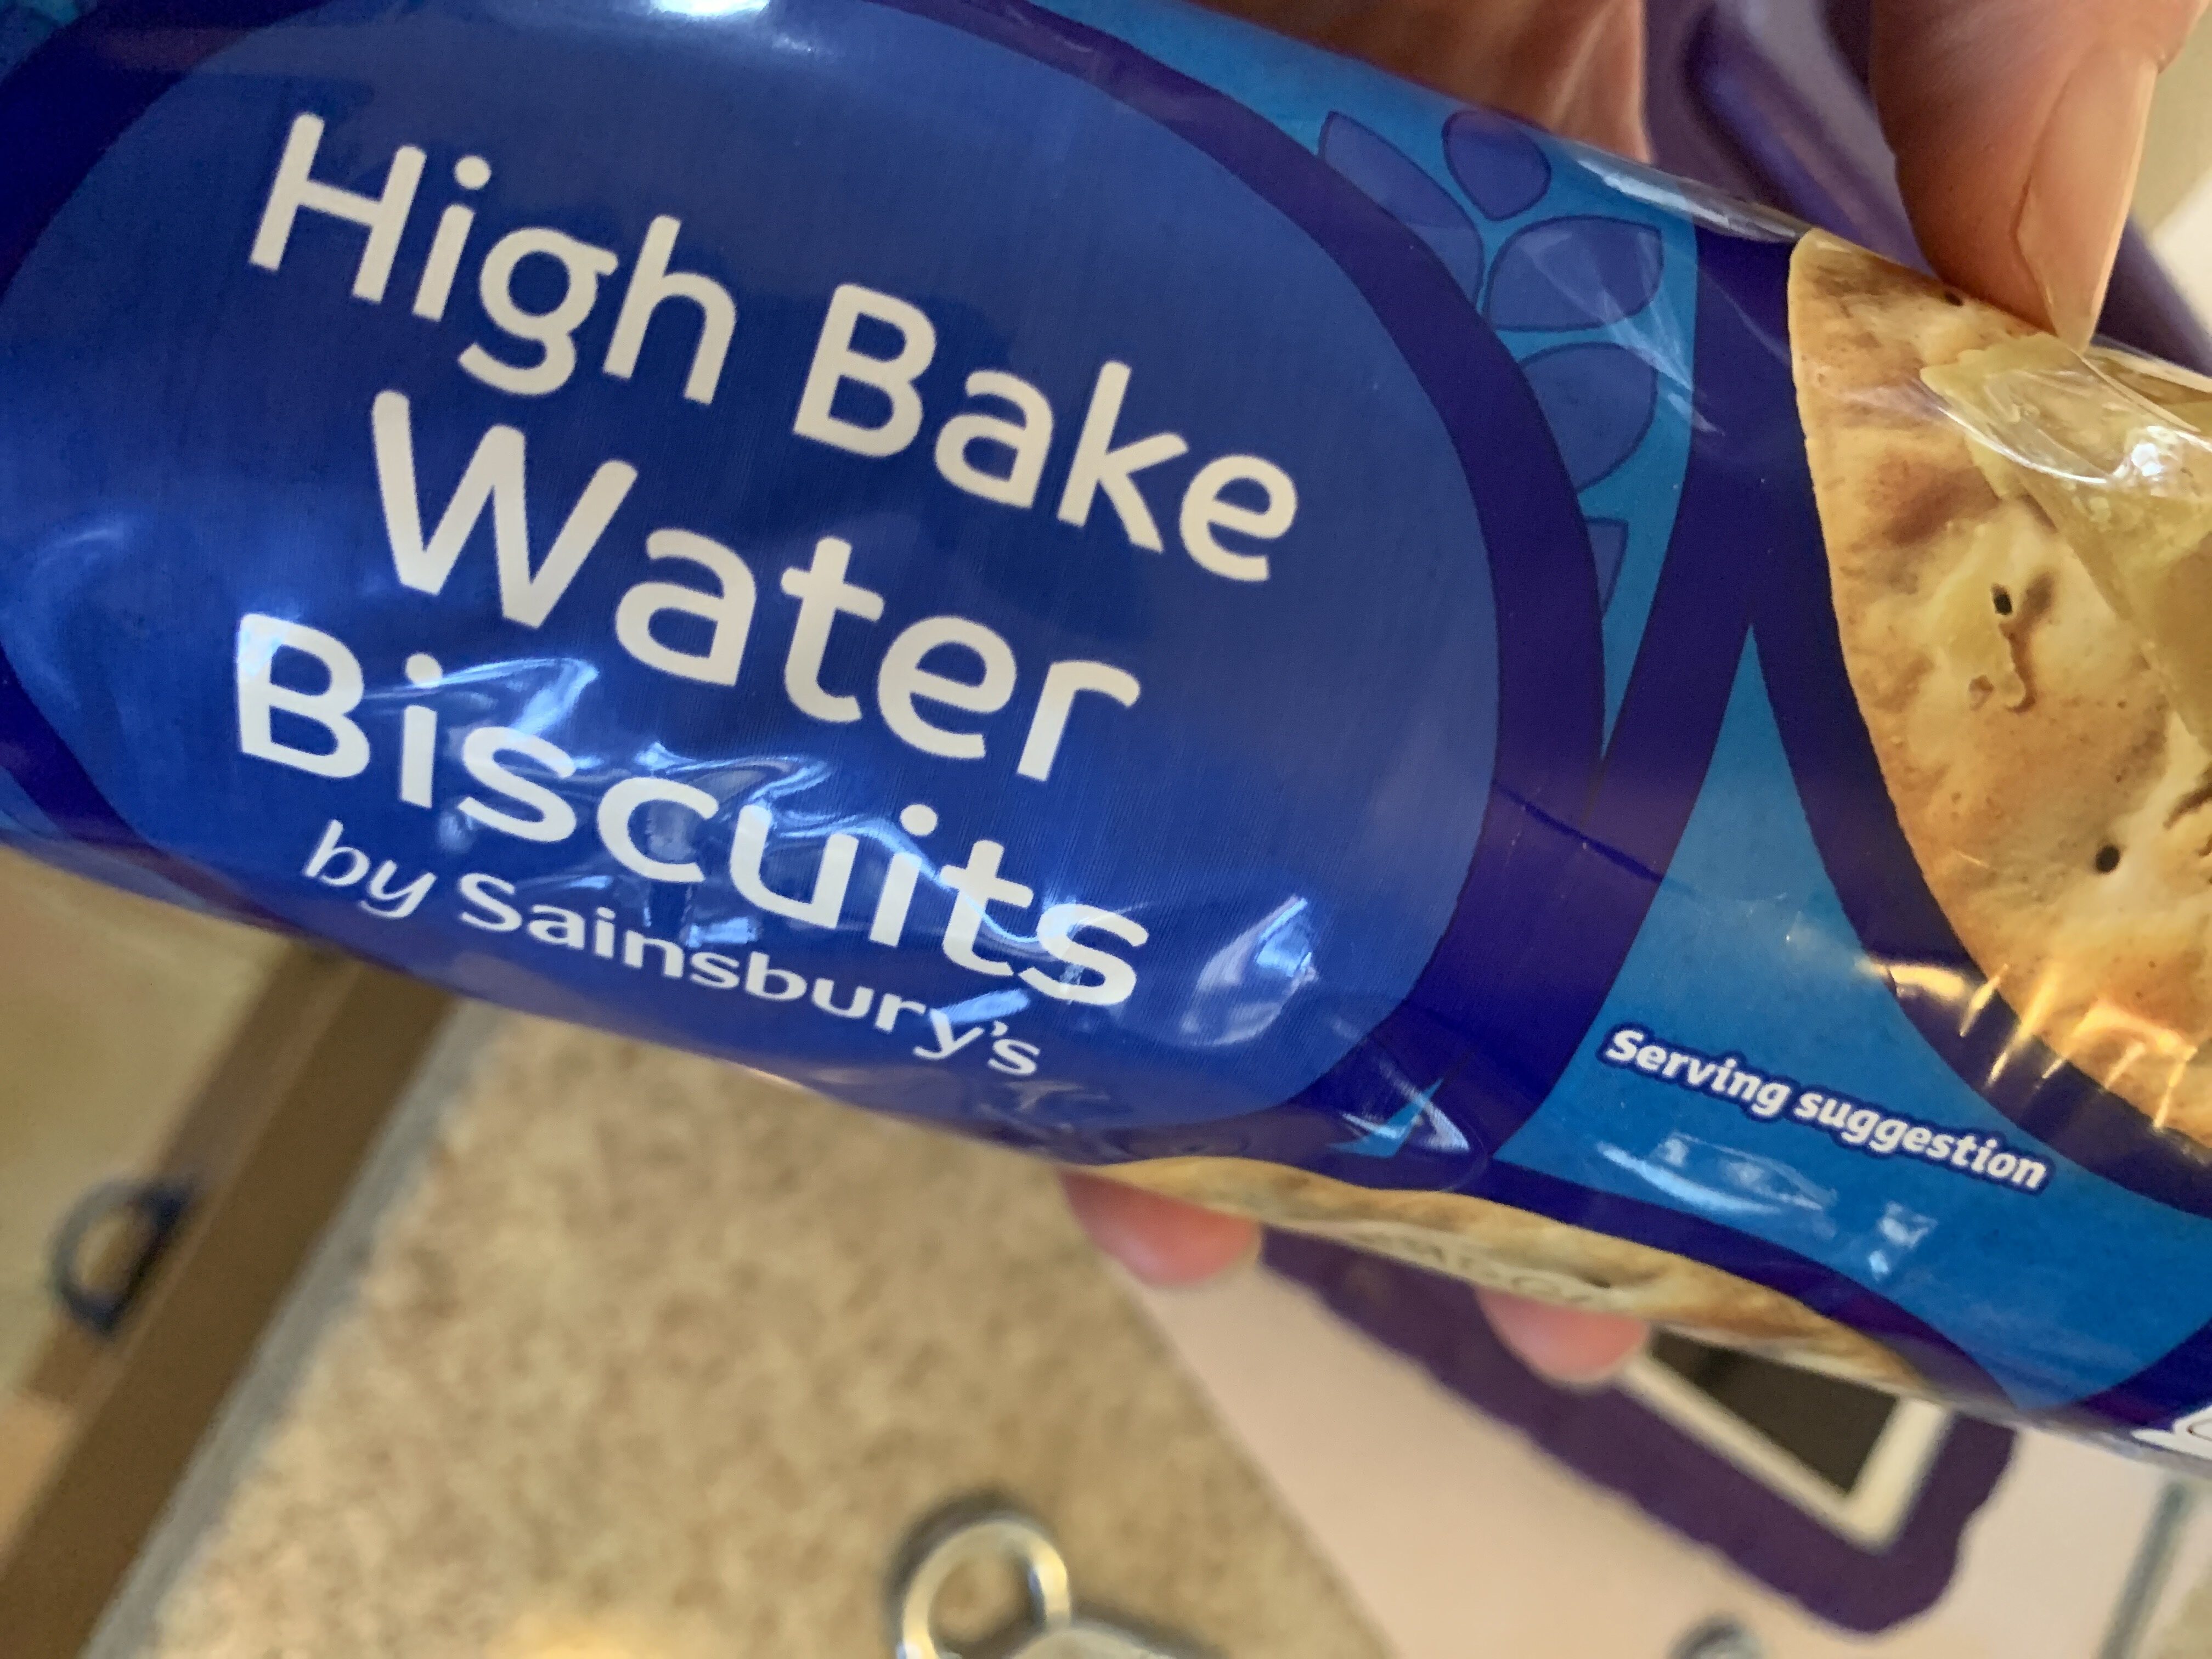 High Bake
Water
Biscuits
by Sainsbury's
Serving suggestion